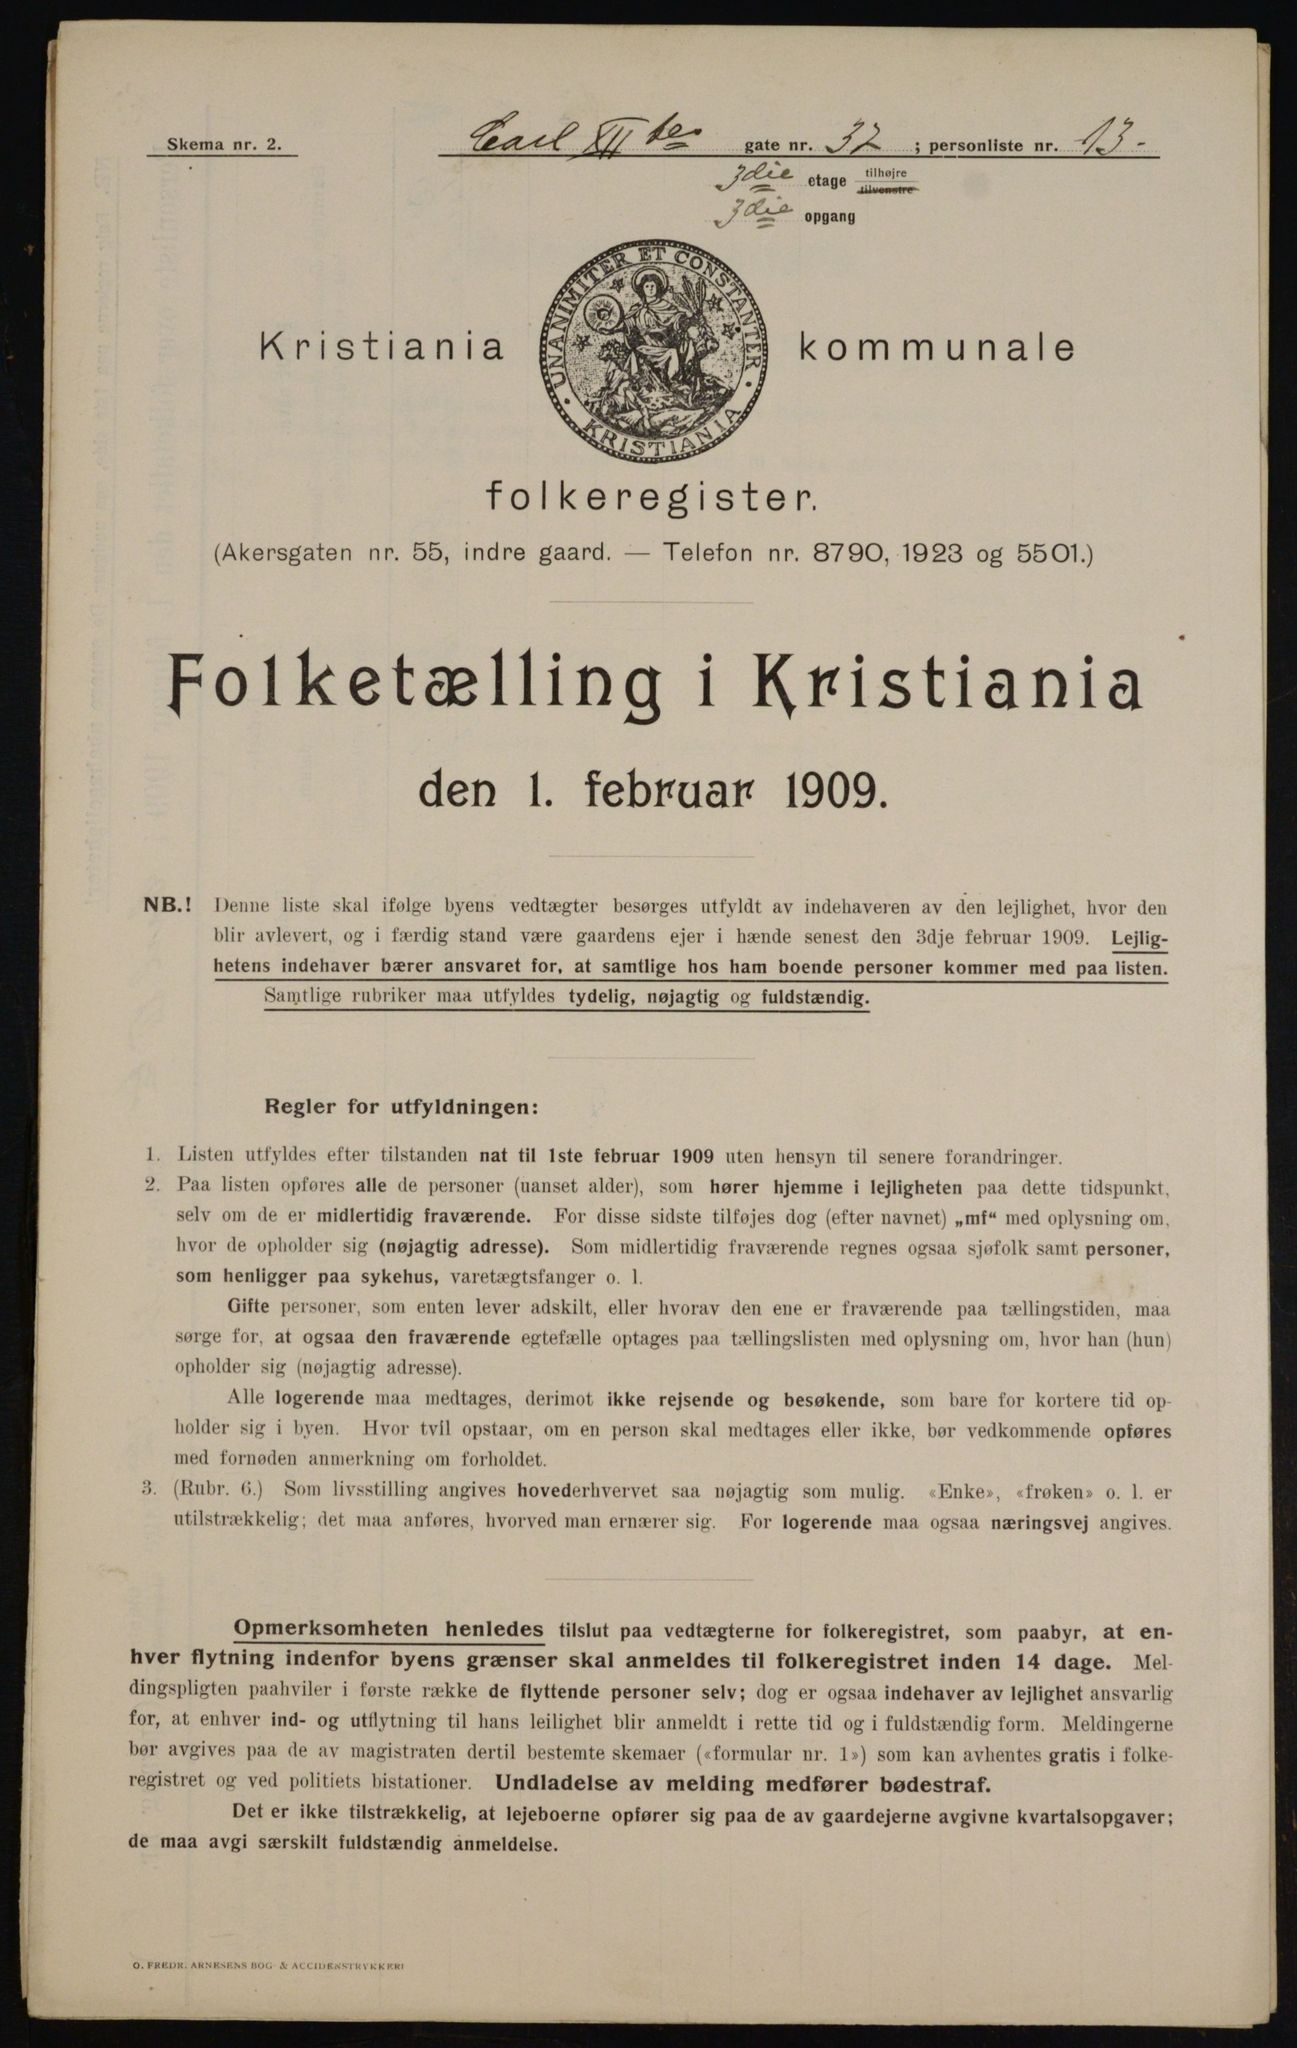 Skema nr. 2.
Carl XII tes gate nr. 32 ; personliste nr. 13-
3die etage tilhøjre
tilvenstre
3die opgang
UNANIMITER ET CONSTANTER
KRISTIANIA
Kristiania kommunale
folkeregister.
(Akersgaten nr. 55, indre gaard. — Telefon nr. 8790, 1923 og 5501.)
Folketælling i Kristiania
den 1. februar 1909.
NB.! Denne liste skal ifølge byens vedtægter besørges utfyldt av indehaveren av den lejlighet, hvor den
blir avlevert, og i færdig stand være gaardens ejer i hænde senest den 3dje februar 1909. Lejlig-
hetens indehaver bærer ansvaret for, at samtlige hos ham boende personer kommer med paa listen.
Samtlige rubriker maa utfyldes tydelig, nøjagtig og fuldstændig.
Regler for utfyldningen:
1. Listen utfyldes efter tilstanden nat til 1ste februar 1909 uten hensyn til senere forandringer.
2. Paa listen opføres alle de personer (uanset alder), som hører hjemme i lejligheten paa dette tidspunkt,
selv om de er midlertidig fraværende. For disse sidste tilføjes dog (efter navnet) „mf“ med oplysning om,
hvor de opholder sig (nøjagtig adresse). Som midlertidig fraværende regnes ogsaa sjøfolk samt personer,
som henligger paa sykehus, varetægtsfanger o. l.
Gifte personer, som enten lever adskilt, eller hvorav den ene er fraværende paa tællingstiden, maa
sørge for, at ogsaa den fraværende egtefælle optages paa tællingslisten med oplysning om, hvor han (hun)
opholder sig (nøjagtig adresse).
Alle logerende maa medtages, derimot ikke rejsende og besøkende, som bare for kortere tid op-
holder sig i byen. Hvor tvil opstaar, om en person skal medtages eller ikke, bør vedkommende opføres
med fornøden anmerkning om forholdet.
3. (Rubr. 6.) Som livsstilling angives hovederhvervet saa nøjagtig som mulig. «Enke», «frøken» o. l. er
utilstrækkelig; det maa anføres, hvorved man ernærer sig. For logerende maa ogsaa næringsvej angives.
Opmerksomheten henledes tilslut paa vedtægterne for folkeregistret, som paabyr, at en-
hver flytning indenfor byens grænser skal anmeldes til folkeregistret inden 14 dage. Mel-
dingspligten paahviler i første række de flyttende personer selv; dog er ogsaa indehaver av lejlighet ansvarlig
for, at enhver ind- og utflytning til hans leilighet blir anmeldt i rette tid og i fuldstændig form. Meldingerne
bør avgives paa de av magistraten dertil bestemte skemaer («formular nr. 1») som kan avhentes gratis i folke-
registret og ved politiets bistationer. Undladelse av melding medfører bødestraf.
Det er ikke tilstrækkelig, at lejeboerne opfører sig paa de av gaardejerne avgivne kvartalsopgaver;
de maa avgi særskilt fuldstændig anmeldelse.
O. FREDR. ARNESENS BOG- & ACCIDENSTRYKKERI